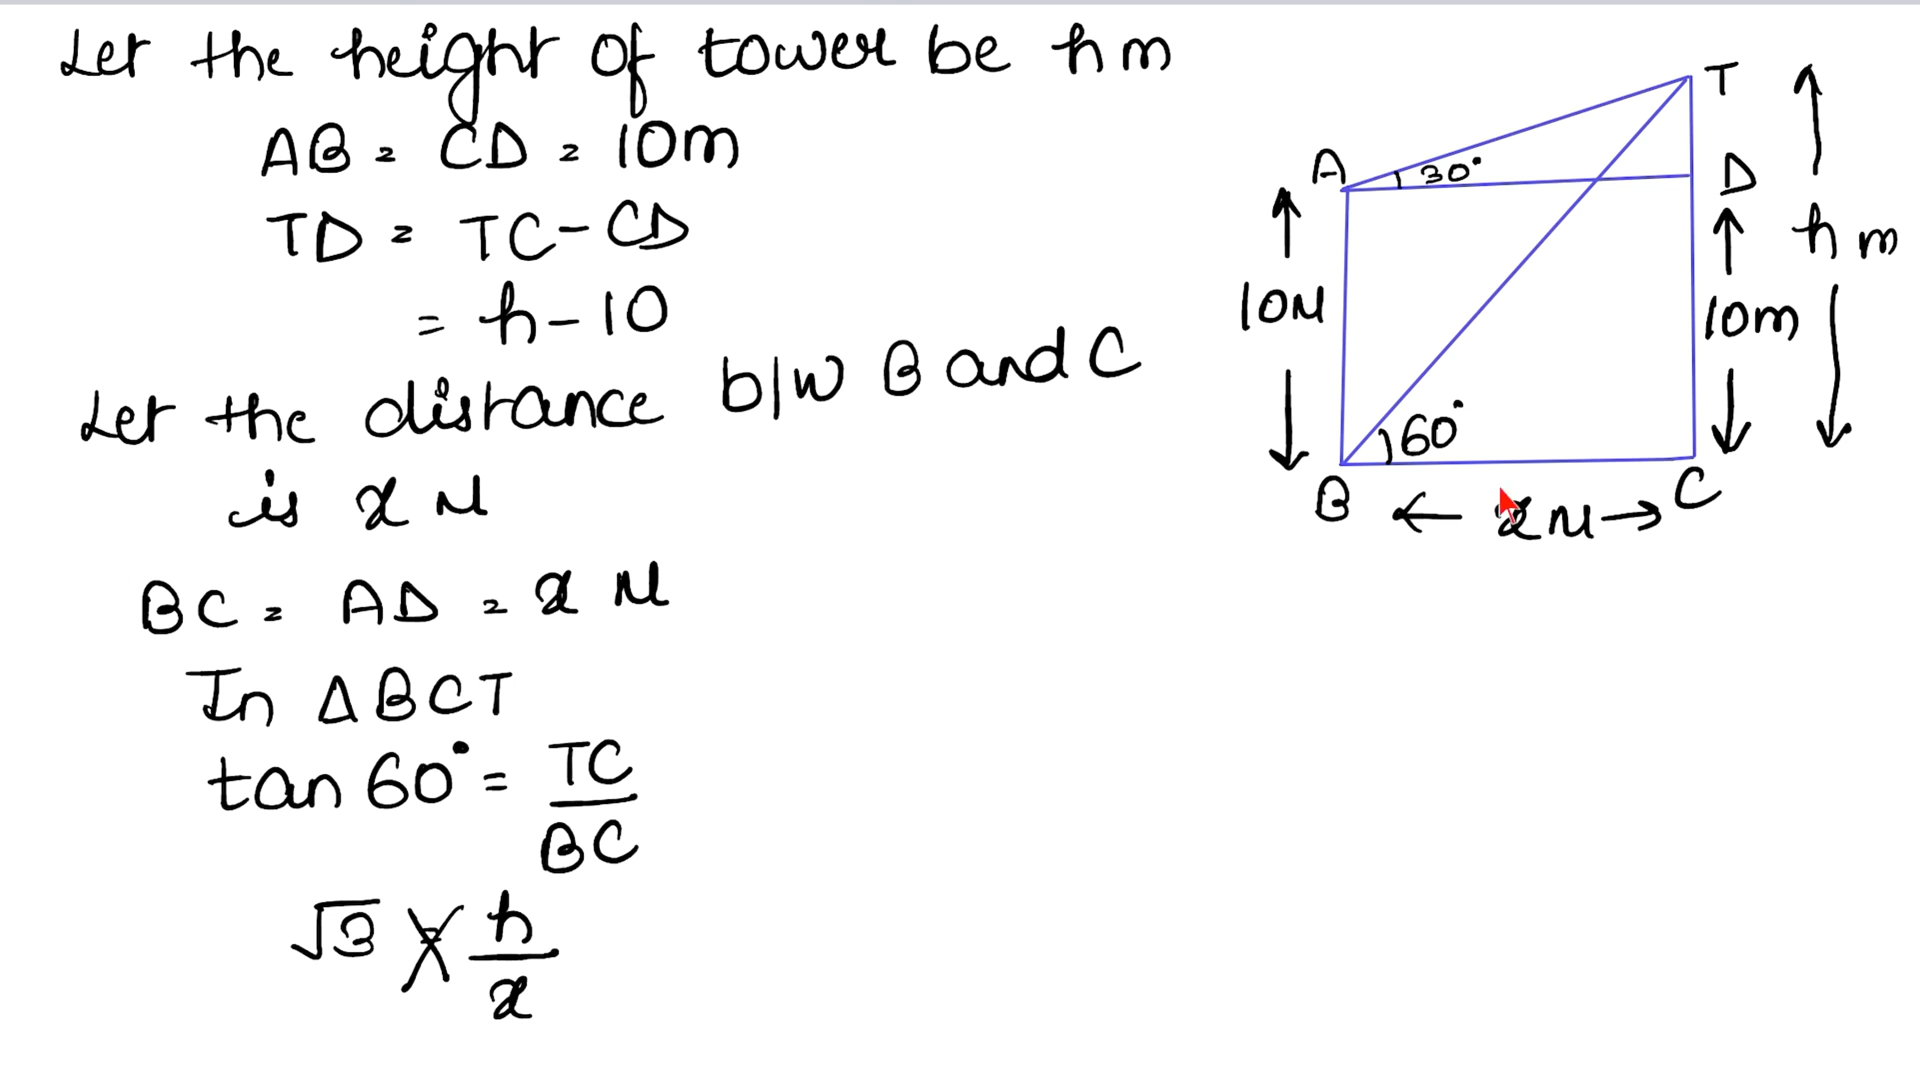 Let the height of tower be h m
AB = CD = 10m
TD = TC - CD
= h - 10
Let the distance b/w B and C
is x M
BC = AD = x M
In Δ BCT
tan 60° = TC/BC
√3 = h/x
T
A
30°
D
h m
10M
10m
60°
B
x M
C